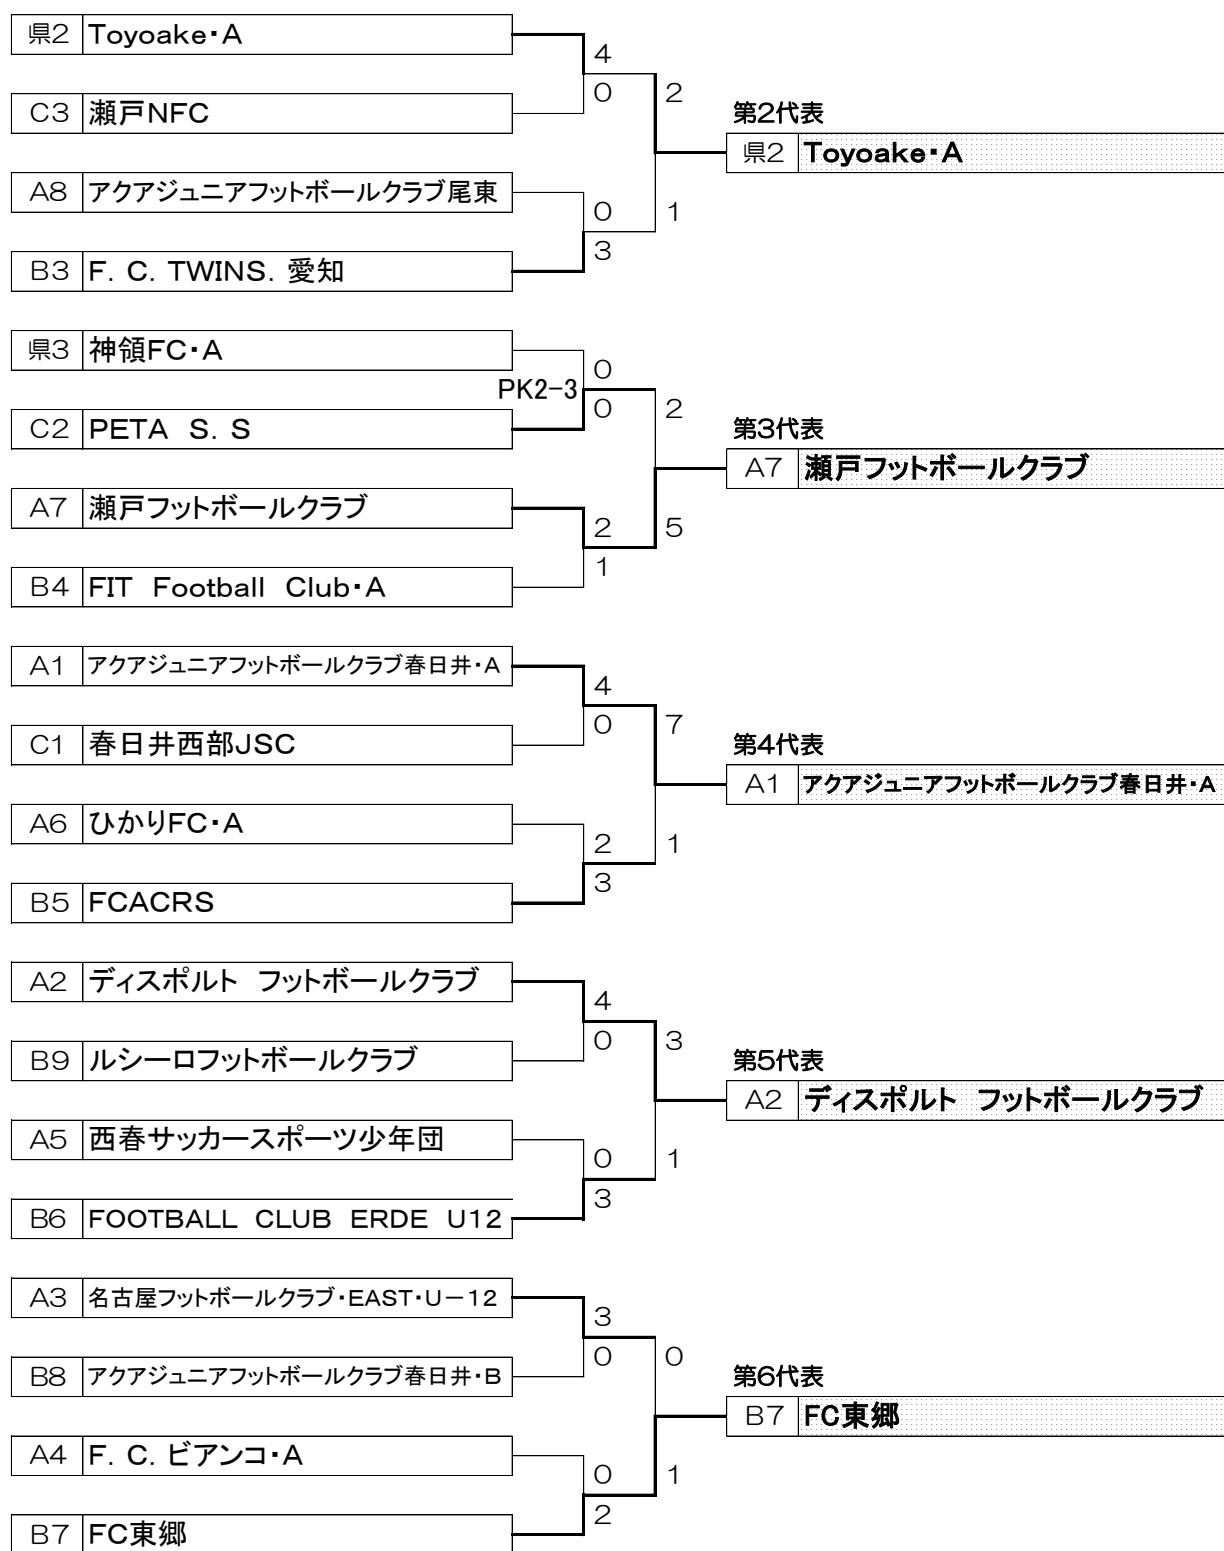 県2 Toyoake・A
4
0
2
C3 瀬戸NFC
第2代表
県2 Toyoake・A
A8 アクアジュニアフットボールクラブ尾東
0
3
1
B3 F. C. TWINS. 愛知
県3 神領FC・A
0
PK2-3
0
2
C2 PETA S. S
第3代表
A7 瀬戸フットボールクラブ
A7 瀬戸フットボールクラブ
2
1
5
B4 FIT Football Club・A
A1 アクアジュニアフットボールクラブ春日井・A
4
0
7
C1 春日井西部JSC
第4代表
A1 アクアジュニアフットボールクラブ春日井・A
A6 ひかりFC・A
2
3
1
B5 FCACRS
A2 ディスポルト フットボールクラブ
4
0
3
B9 ルシーロフットボールクラブ
第5代表
A2 ディスポルト フットボールクラブ
A5 西春サッカースポーツ少年団
0
3
1
B6 FOOTBALL CLUB ERDE U12
A3 名古屋フットボールクラブ・EAST・U-12
3
0
0
B8 アクアジュニアフットボールクラブ春日井・B
第6代表
B7 FC東郷
A4 F. C. ビアンコ・A
0
2
1
B7 FC東郷